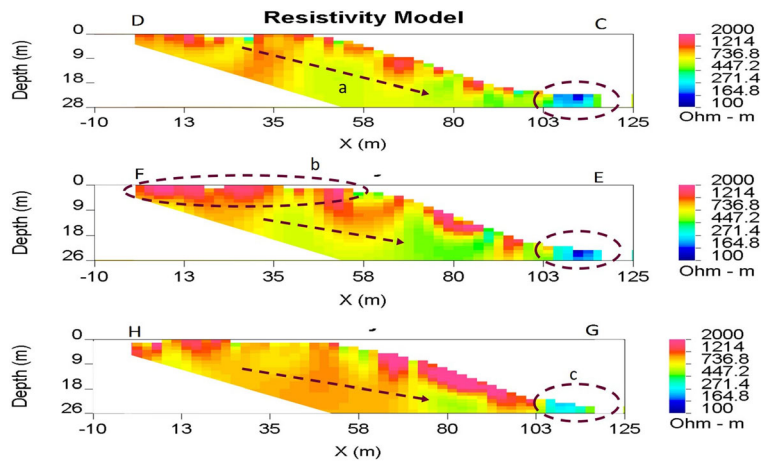 Resistivity Model
D C
0
9
18
28
Depth (m)
a
-10 13 35 58 80 103 125
X (m)
2000
1214
736.8
447.2
271.4
164.8
100
Ohm - m
F b E
0
9
18
26
Depth (m)
-10 13 35 58 80 103 125
X (m)
2000
1214
736.8
447.2
271.4
164.8
100
Ohm - m
H G
0
9
18
26
Depth (m)
c
-10 13 35 58 80 103 125
X (m)
2000
1214
736.8
447.2
271.4
164.8
100
Ohm - m